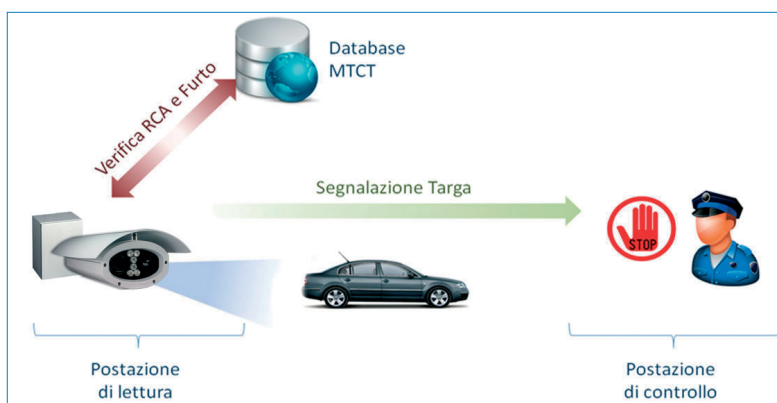 Database
MTCT
Verifica RCA e Furto
Segnalazione Targa
STOP
Postazione
di lettura
Postazione
di controllo